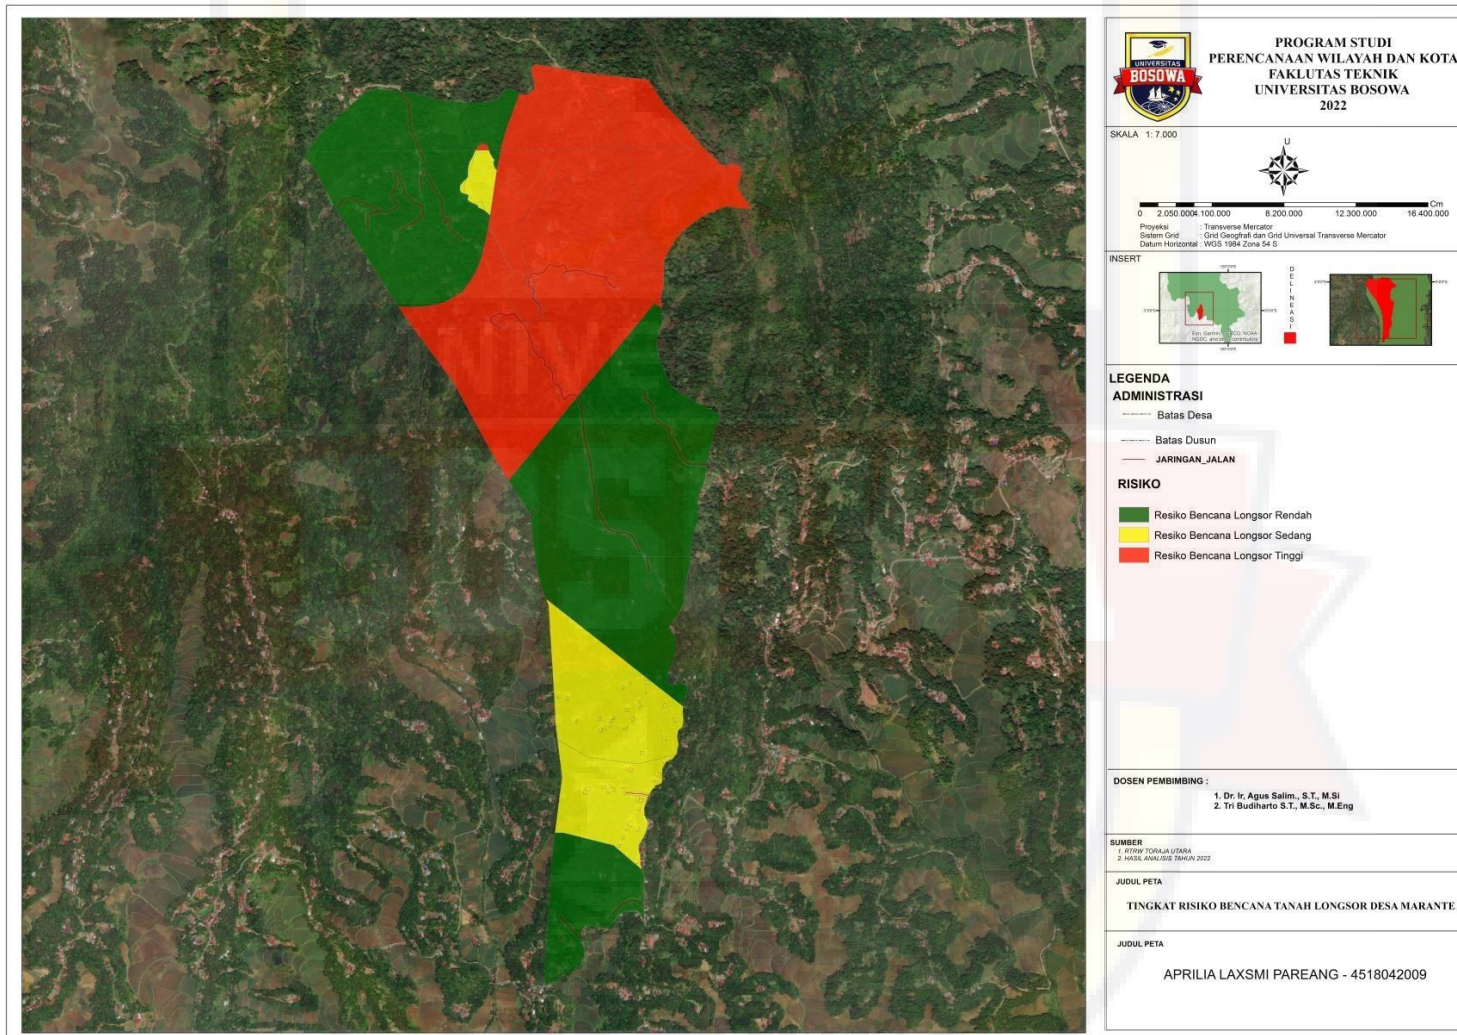 UNIVERSITAS
BOSOWA
PROGRAM STUDI
PERENCANAAN WILAYAH DAN KOTA
FAKLUTAS TEKNIK
UNIVERSITAS BOSOWA
2022
SKALA 1: 7.000
U
Cm
0 2.050.000 4.100.000 8.200.000 12.300.000 16.400.000
Proyeksi : Transverse Mercator
Sistem Grid : Grid Geogfrafi dan Grid Universal Transverse Mercator
Datum Horizontal : WGS 1984 Zona 54 S
INSERT
DELINEASI
LEGENDA
ADMINISTRASI
Batas Desa
Batas Dusun
JARINGAN_JALAN
RISIKO
Resiko Bencana Longsor Rendah
Resiko Bencana Longsor Sedang
Resiko Bencana Longsor Tinggi
DOSEN PEMBIMBING :
1. Dr. Ir, Agus Salim., S.T., M.Si
2. Tri Budiharto S.T., M.Sc., M.Eng
SUMBER
1. RTRW TORAJA UTARA
2. HASIL ANALISIS TAHUN 2022
JUDUL PETA
TINGKAT RISIKO BENCANA TANAH LONGSOR DESA MARANTE
JUDUL PETA
APRILIA LAXSMI PAREANG - 4518042009